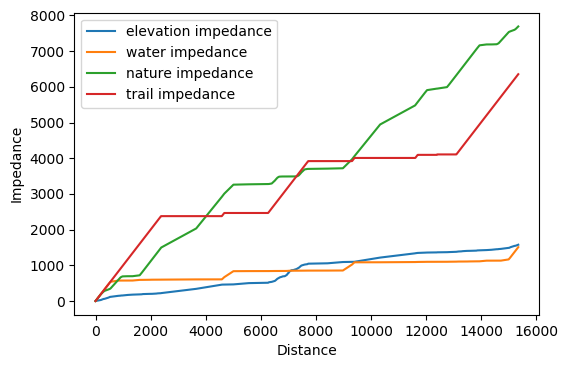 elevation impedance
water impedance
nature impedance
trail impedance
8000
7000
6000
5000
4000
3000
2000
1000
0
Impedance
0 2000 4000 6000 8000 10000 12000 14000 16000
Distance